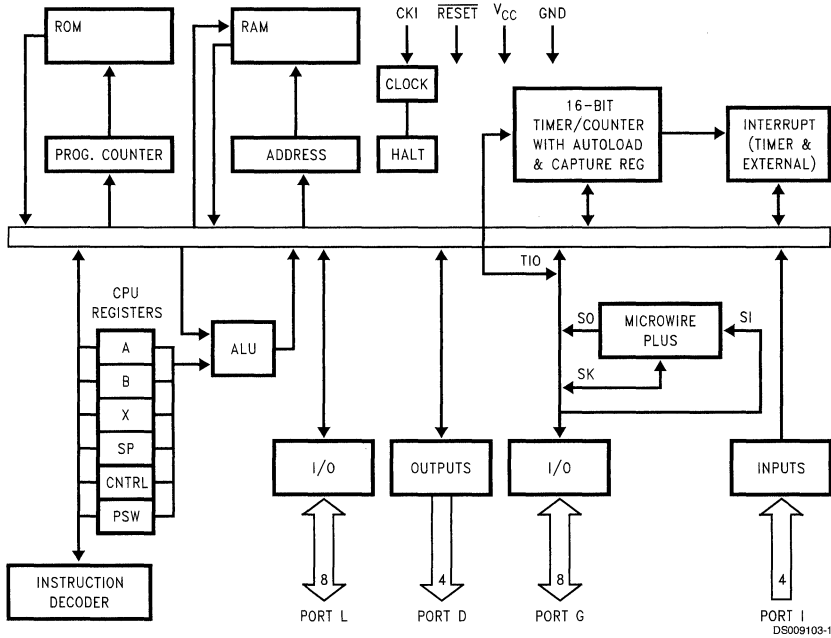 ROM
RAM
CKI
RESET
VCC
GND
CLOCK
HALT
PROG. COUNTER
ADDRESS
16-BIT
TIMER/COUNTER
WITH AUTOLOAD
& CAPTURE REG
INTERRUPT
(TIMER &
EXTERNAL)
TIO
CPU
REGISTERS
A
B
X
SP
CNTRL
PSW
ALU
SO
MICROWIRE
PLUS
SI
SK
I/O
OUTPUTS
I/O
INPUTS
INSTRUCTION
DECODER
8
4
8
4
PORT L
PORT D
PORT G
PORT I
DS009103-1